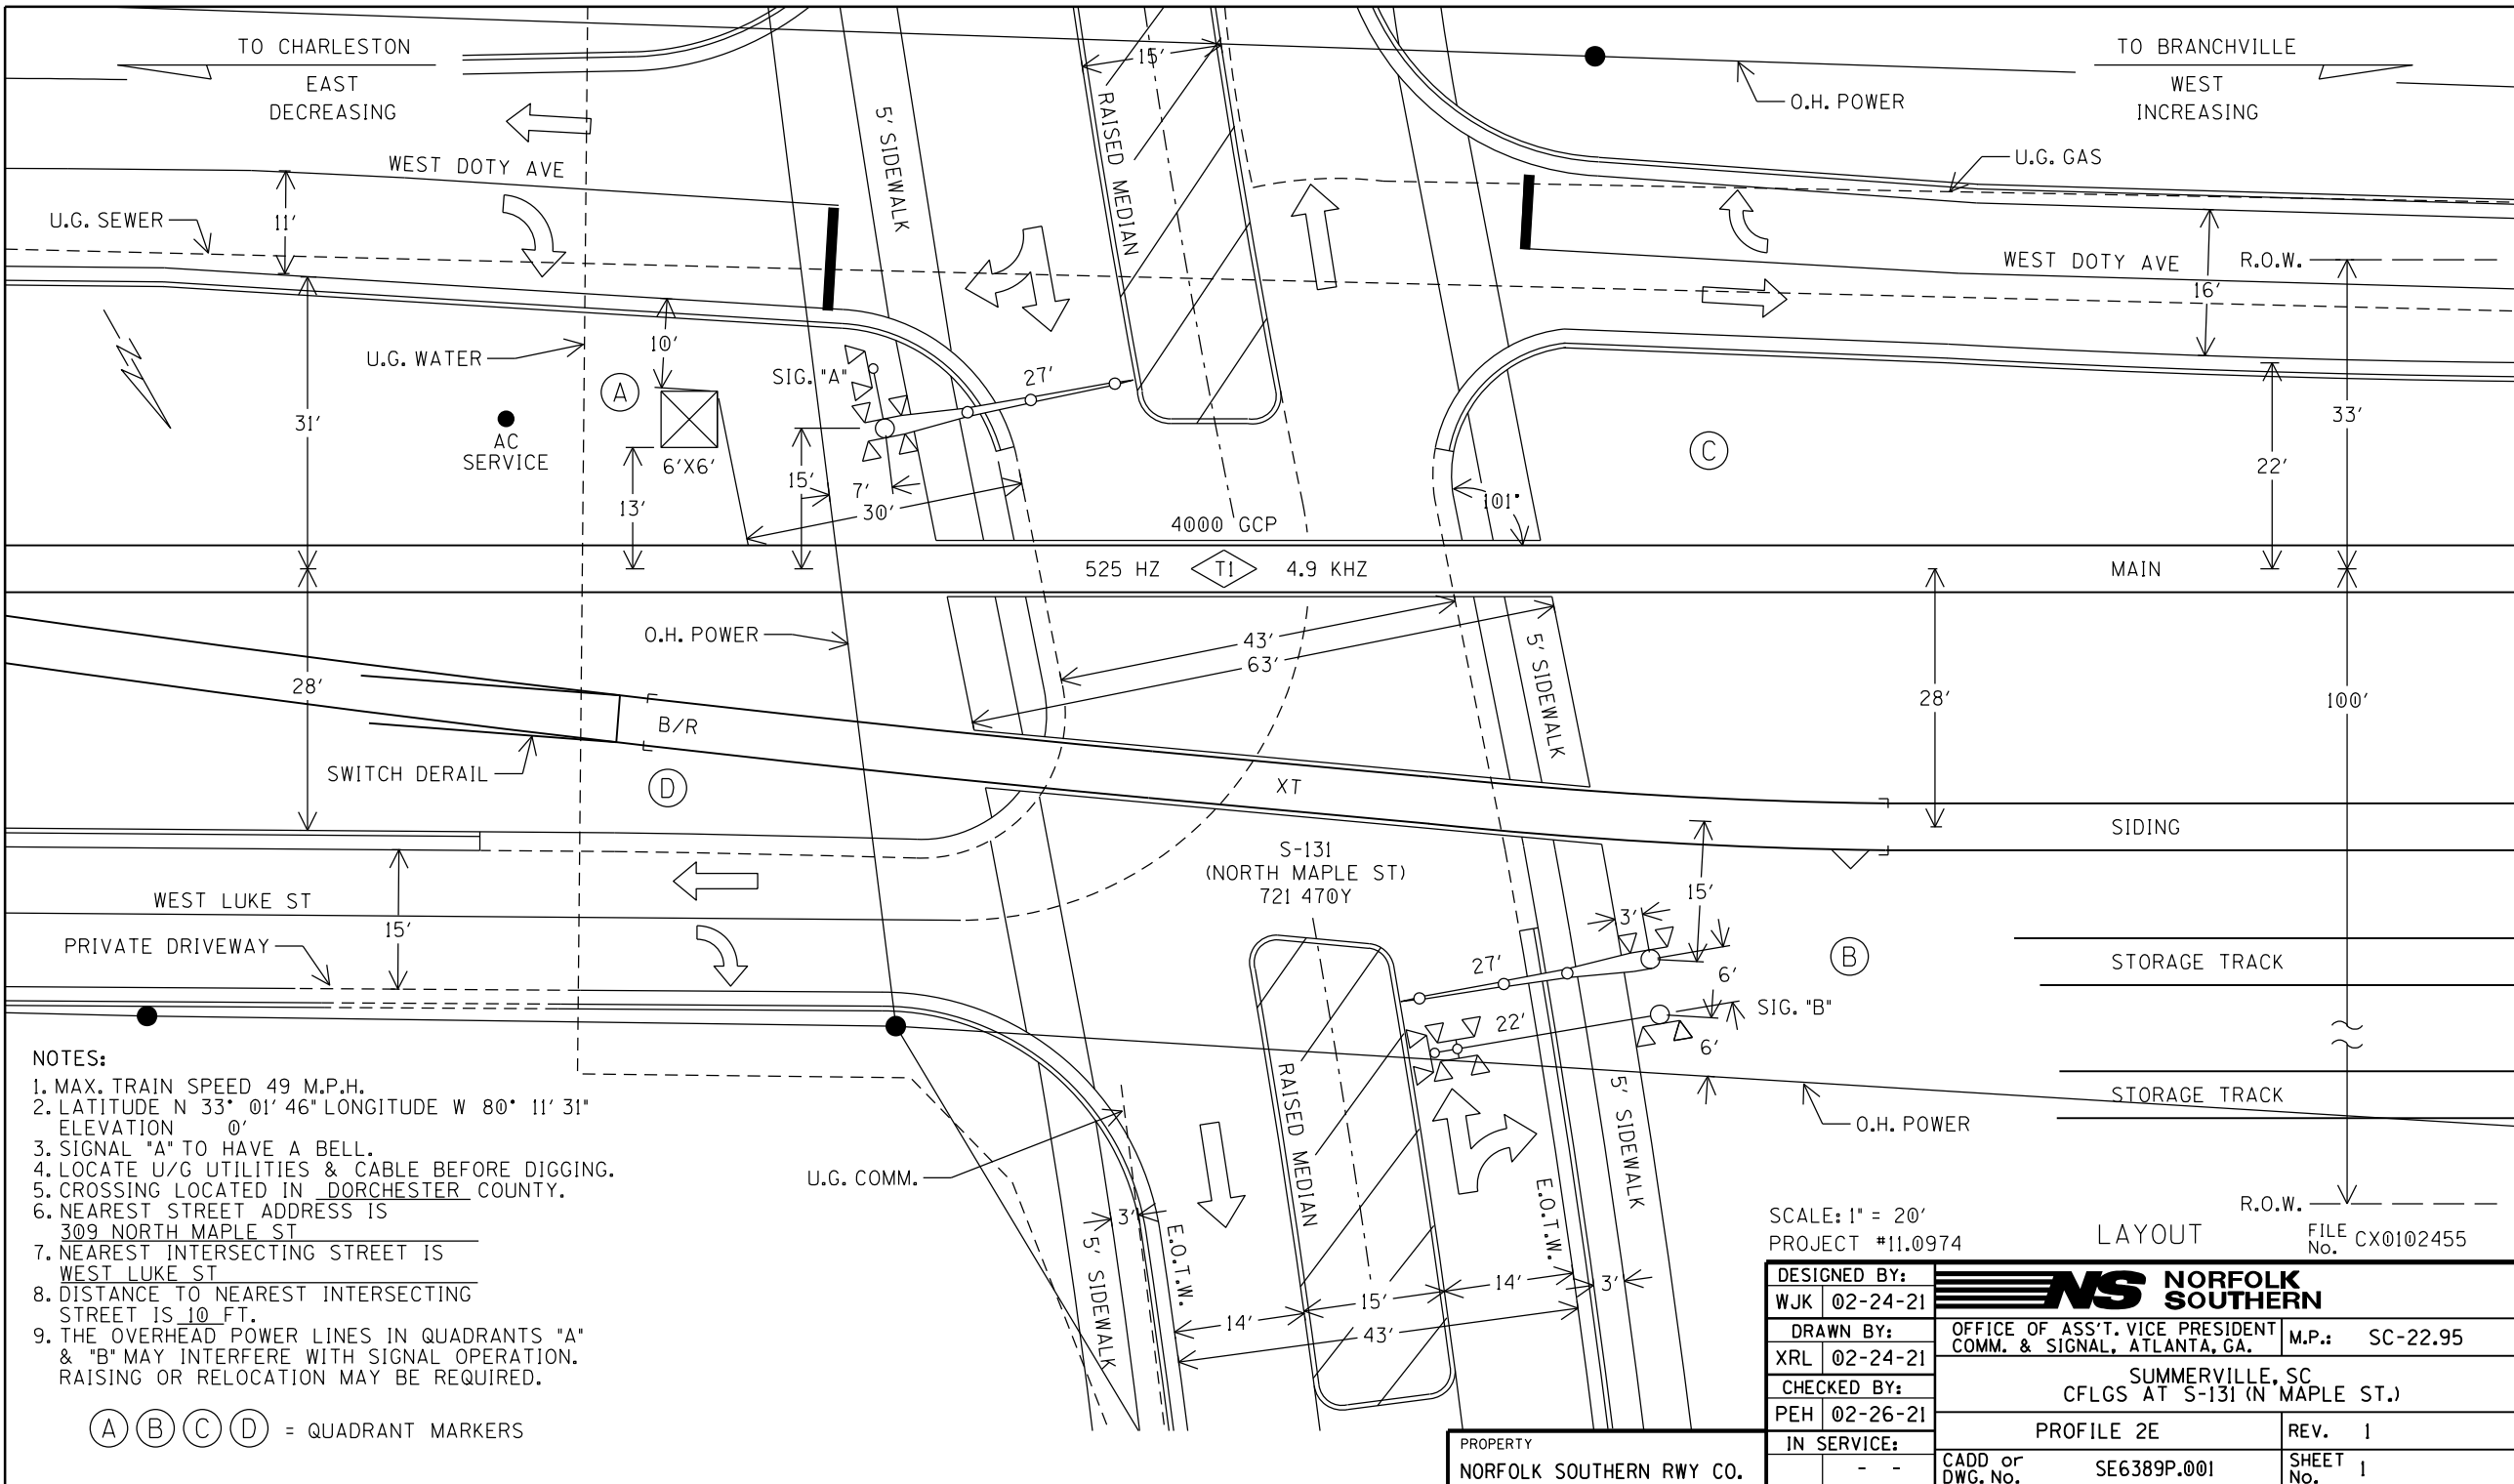 TO CHARLESTON
EAST
DECREASING
TO BRANCHVILLE
WEST
INCREASING
15'
O.H. POWER
U.G. GAS
5' SIDEWALK
RAISED MEDIAN
WEST DOTY AVE
U.G. SEWER
11'
WEST DOTY AVE
R.O.W.
16'
U.G. WATER
10'
A
SIG. "A"
27'
31'
AC
SERVICE
6'X6'
13'
15'
7'
30'
C
101°
33'
22'
4000 GCP
525 HZ
T1
4.9 KHZ
MAIN
O.H. POWER
43'
63'
5' SIDEWALK
28'
28'
100'
B/R
SWITCH DERAIL
D
XT
SIDING
S-131
(NORTH MAPLE ST)
721 470Y
WEST LUKE ST
15'
PRIVATE DRIVEWAY
15'
3'
B
27'
6'
STORAGE TRACK
22'
SIG. "B"
6'
STORAGE TRACK
O.H. POWER
RAISED MEDIAN
5' SIDEWALK
U.G. COMM.
3'
E.O.T.W.
5' SIDEWALK
E.O.T.W.
14'
15'
14'
3'
43'
R.O.W.
NOTES:
1. MAX. TRAIN SPEED 49 M.P.H.
2. LATITUDE N 33° 01' 46" LONGITUDE W 80° 11' 31"
ELEVATION 0'
3. SIGNAL "A" TO HAVE A BELL.
4. LOCATE U/G UTILITIES & CABLE BEFORE DIGGING.
5. CROSSING LOCATED IN DORCHESTER COUNTY.
6. NEAREST STREET ADDRESS IS
309 NORTH MAPLE ST
7. NEAREST INTERSECTING STREET IS
WEST LUKE ST
8. DISTANCE TO NEAREST INTERSECTING
STREET IS 10 FT.
9. THE OVERHEAD POWER LINES IN QUADRANTS "A"
& "B" MAY INTERFERE WITH SIGNAL OPERATION.
RAISING OR RELOCATION MAY BE REQUIRED.
A B C D = QUADRANT MARKERS
SCALE: 1" = 20'
PROJECT #11.0974
LAYOUT
FILE No. CX0102455
DESIGNED BY:
WJK 02-24-21
DRAWN BY:
XRL 02-24-21
CHECKED BY:
PEH 02-26-21
IN SERVICE:
- -
NS NORFOLK SOUTHERN
OFFICE OF ASS'T. VICE PRESIDENT
COMM. & SIGNAL, ATLANTA, GA.
M.P.: SC-22.95
SUMMERVILLE, SC
CFLGS AT S-131 (N MAPLE ST.)
PROFILE 2E
REV. 1
CADD or DWG. No. SE6389P.001
SHEET No. 1
PROPERTY
NORFOLK SOUTHERN RWY CO.